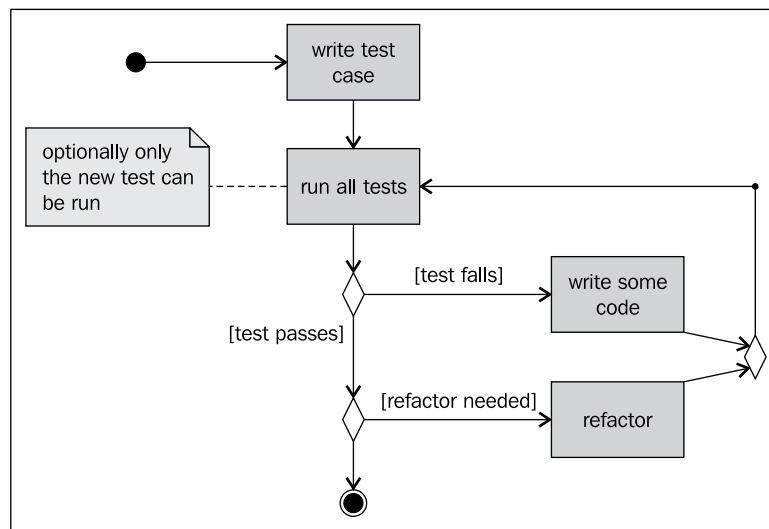 write test
case
optionally only
the new test can
be run
run all tests
[test falls]
write some
code
[test passes]
[refactor needed]
refactor